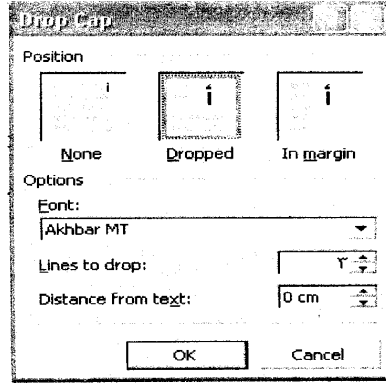 Drop Cap
Position
None Dropped In margin
Options
Font:
Akhbar MT
Lines to drop: ٣
Distance from text: 0 cm
OK Cancel